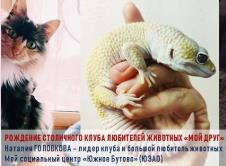 РОЖДЕНИЕ СТОЛИЧНОГО КЛУБА ЛЮБИТЕЛЕЙ ЖИВОТНЫХ «МОЙ ДРУГ»
Наталия ГОЛОВКОВА – лидер клуба и большой любитель животных
Мой социальный центр «Южное Бутово» (ЮЗАО)